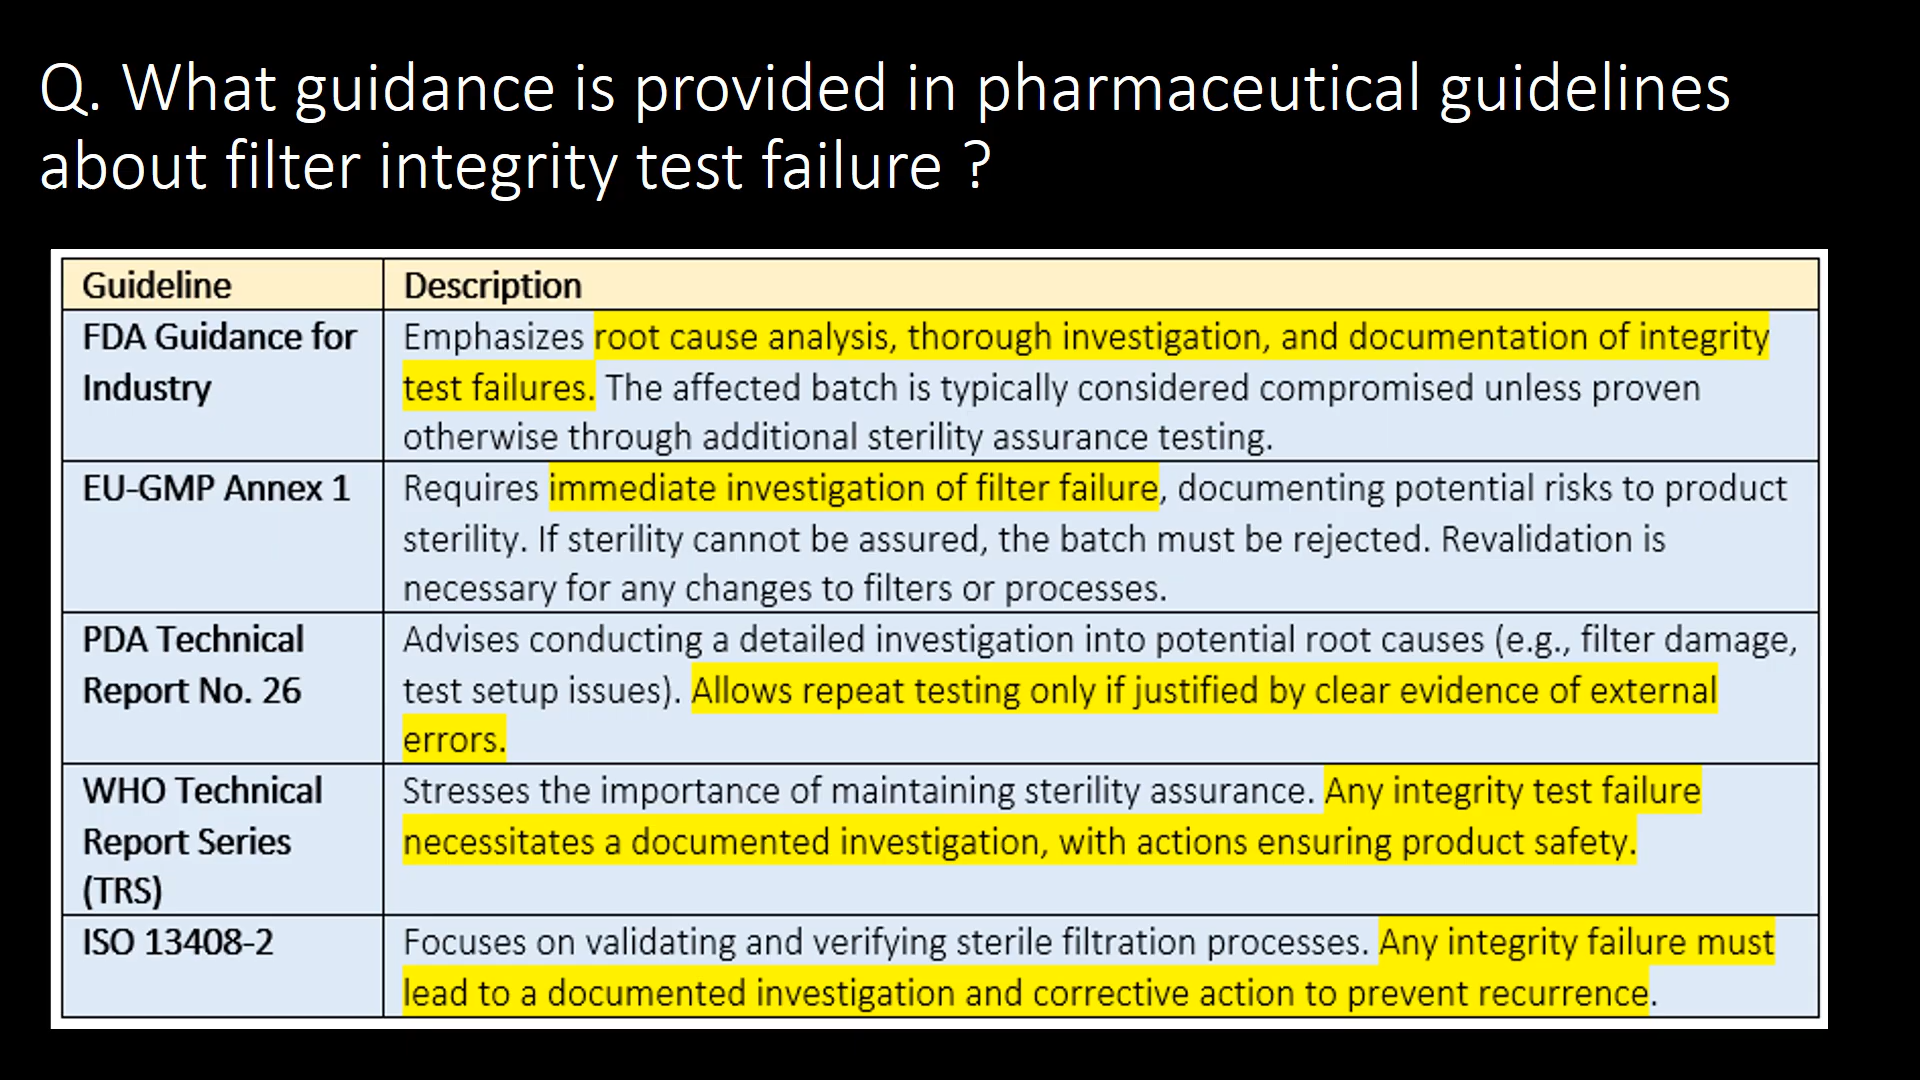 Q. What guidance is provided in pharmaceutical guidelines
about filter integrity test failure ?
Guideline
Description
FDA Guidance for
Industry
Emphasizes root cause analysis, thorough investigation, and documentation of integrity
test failures. The affected batch is typically considered compromised unless proven
otherwise through additional sterility assurance testing.
EU-GMP Annex 1
Requires immediate investigation of filter failure, documenting potential risks to product
sterility. If sterility cannot be assured, the batch must be rejected. Revalidation is
necessary for any changes to filters or processes.
PDA Technical
Report No. 26
Advises conducting a detailed investigation into potential root causes (e.g., filter damage,
test setup issues). Allows repeat testing only if justified by clear evidence of external
errors.
WHO Technical
Report Series
(TRS)
Stresses the importance of maintaining sterility assurance. Any integrity test failure
necessitates a documented investigation, with actions ensuring product safety.
ISO 13408-2
Focuses on validating and verifying sterile filtration processes. Any integrity failure must
lead to a documented investigation and corrective action to prevent recurrence.